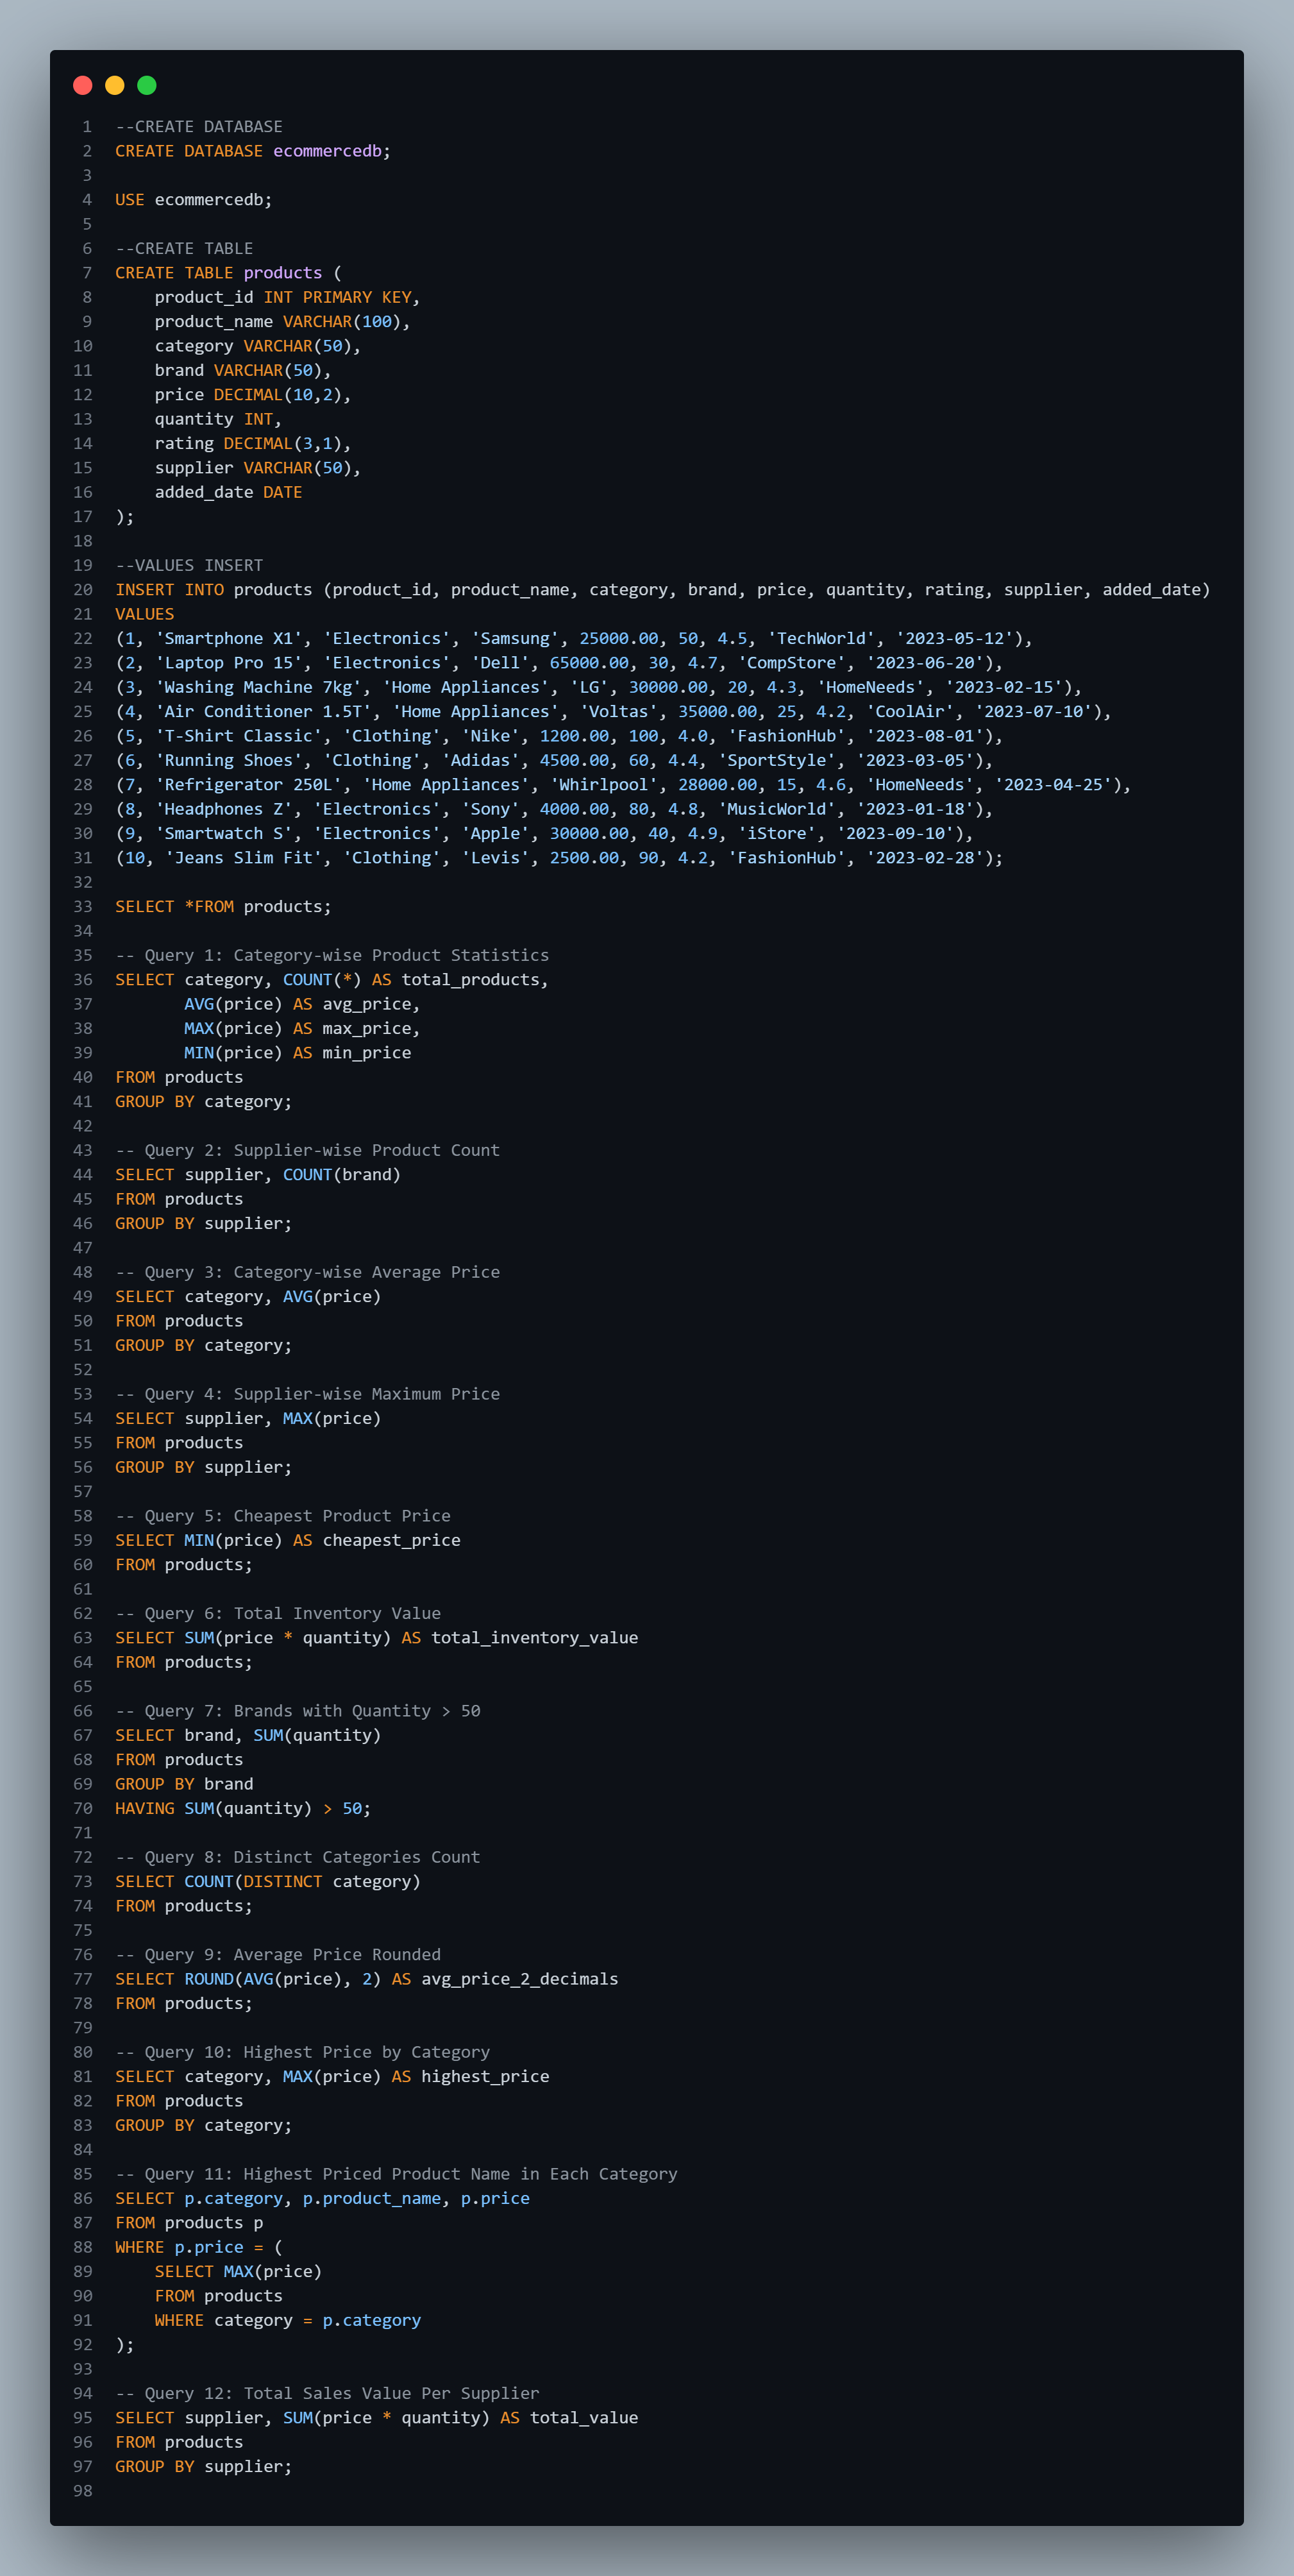 1 --CREATE DATABASE
2 CREATE DATABASE ecommercedb;
3
4 USE ecommercedb;
5
6 --CREATE TABLE
7 CREATE TABLE products (
8     product_id INT PRIMARY KEY,
9     product_name VARCHAR(100),
10     category VARCHAR(50),
11     brand VARCHAR(50),
12     price DECIMAL(10,2),
13     quantity INT,
14     rating DECIMAL(3,1),
15     supplier VARCHAR(50),
16     added_date DATE
17 );
18
19 --VALUES INSERT
20 INSERT INTO products (product_id, product_name, category, brand, price, quantity, rating, supplier, added_date)
21 VALUES
22 (1, 'Smartphone X1', 'Electronics', 'Samsung', 25000.00, 50, 4.5, 'TechWorld', '2023-05-12'),
23 (2, 'Laptop Pro 15', 'Electronics', 'Dell', 65000.00, 30, 4.7, 'CompStore', '2023-06-20'),
24 (3, 'Washing Machine 7kg', 'Home Appliances', 'LG', 30000.00, 20, 4.3, 'HomeNeeds', '2023-02-15'),
25 (4, 'Air Conditioner 1.5T', 'Home Appliances', 'Voltas', 35000.00, 25, 4.2, 'CoolAir', '2023-07-10'),
26 (5, 'T-Shirt Classic', 'Clothing', 'Nike', 1200.00, 100, 4.0, 'FashionHub', '2023-08-01'),
27 (6, 'Running Shoes', 'Clothing', 'Adidas', 4500.00, 60, 4.4, 'SportStyle', '2023-03-05'),
28 (7, 'Refrigerator 250L', 'Home Appliances', 'Whirlpool', 28000.00, 15, 4.6, 'HomeNeeds', '2023-04-25'),
29 (8, 'Headphones Z', 'Electronics', 'Sony', 4000.00, 80, 4.8, 'MusicWorld', '2023-01-18'),
30 (9, 'Smartwatch S', 'Electronics', 'Apple', 30000.00, 40, 4.9, 'iStore', '2023-09-10'),
31 (10, 'Jeans Slim Fit', 'Clothing', 'Levis', 2500.00, 90, 4.2, 'FashionHub', '2023-02-28');
32
33 SELECT *FROM products;
34
35 -- Query 1: Category-wise Product Statistics
36 SELECT category, COUNT(*) AS total_products,
37        AVG(price) AS avg_price,
38        MAX(price) AS max_price,
39        MIN(price) AS min_price
40 FROM products
41 GROUP BY category;
42
43 -- Query 2: Supplier-wise Product Count
44 SELECT supplier, COUNT(brand)
45 FROM products
46 GROUP BY supplier;
47
48 -- Query 3: Category-wise Average Price
49 SELECT category, AVG(price)
50 FROM products
51 GROUP BY category;
52
53 -- Query 4: Supplier-wise Maximum Price
54 SELECT supplier, MAX(price)
55 FROM products
56 GROUP BY supplier;
57
58 -- Query 5: Cheapest Product Price
59 SELECT MIN(price) AS cheapest_price
60 FROM products;
61
62 -- Query 6: Total Inventory Value
63 SELECT SUM(price * quantity) AS total_inventory_value
64 FROM products;
65
66 -- Query 7: Brands with Quantity > 50
67 SELECT brand, SUM(quantity)
68 FROM products
69 GROUP BY brand
70 HAVING SUM(quantity) > 50;
71
72 -- Query 8: Distinct Categories Count
73 SELECT COUNT(DISTINCT category)
74 FROM products;
75
76 -- Query 9: Average Price Rounded
77 SELECT ROUND(AVG(price), 2) AS avg_price_2_decimals
78 FROM products;
79
80 -- Query 10: Highest Price by Category
81 SELECT category, MAX(price) AS highest_price
82 FROM products
83 GROUP BY category;
84
85 -- Query 11: Highest Priced Product Name in Each Category
86 SELECT p.category, p.product_name, p.price
87 FROM products p
88 WHERE p.price = (
89     SELECT MAX(price)
90     FROM products
91     WHERE category = p.category
92 );
93
94 -- Query 12: Total Sales Value Per Supplier
95 SELECT supplier, SUM(price * quantity) AS total_value
96 FROM products
97 GROUP BY supplier;
98